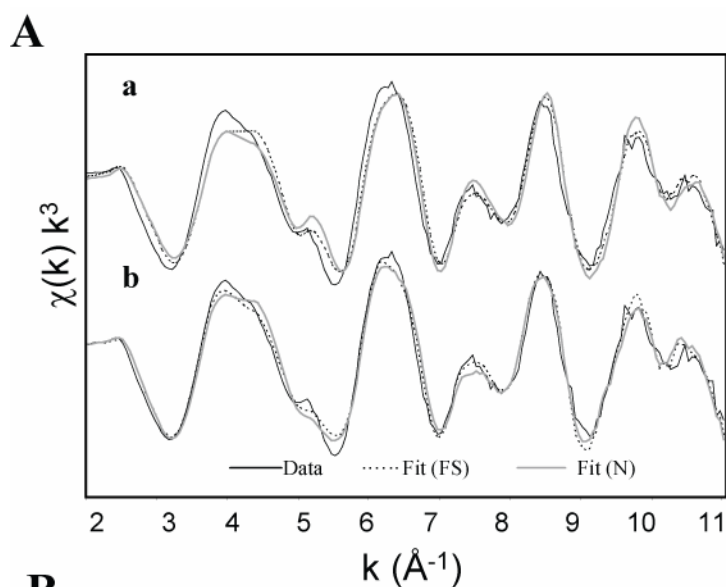 A
a
b
χ(k) k³
Data Fit (FS) Fit (N)
2 3 4 5 6 7 8 9 10 11
k (Å⁻¹)
B